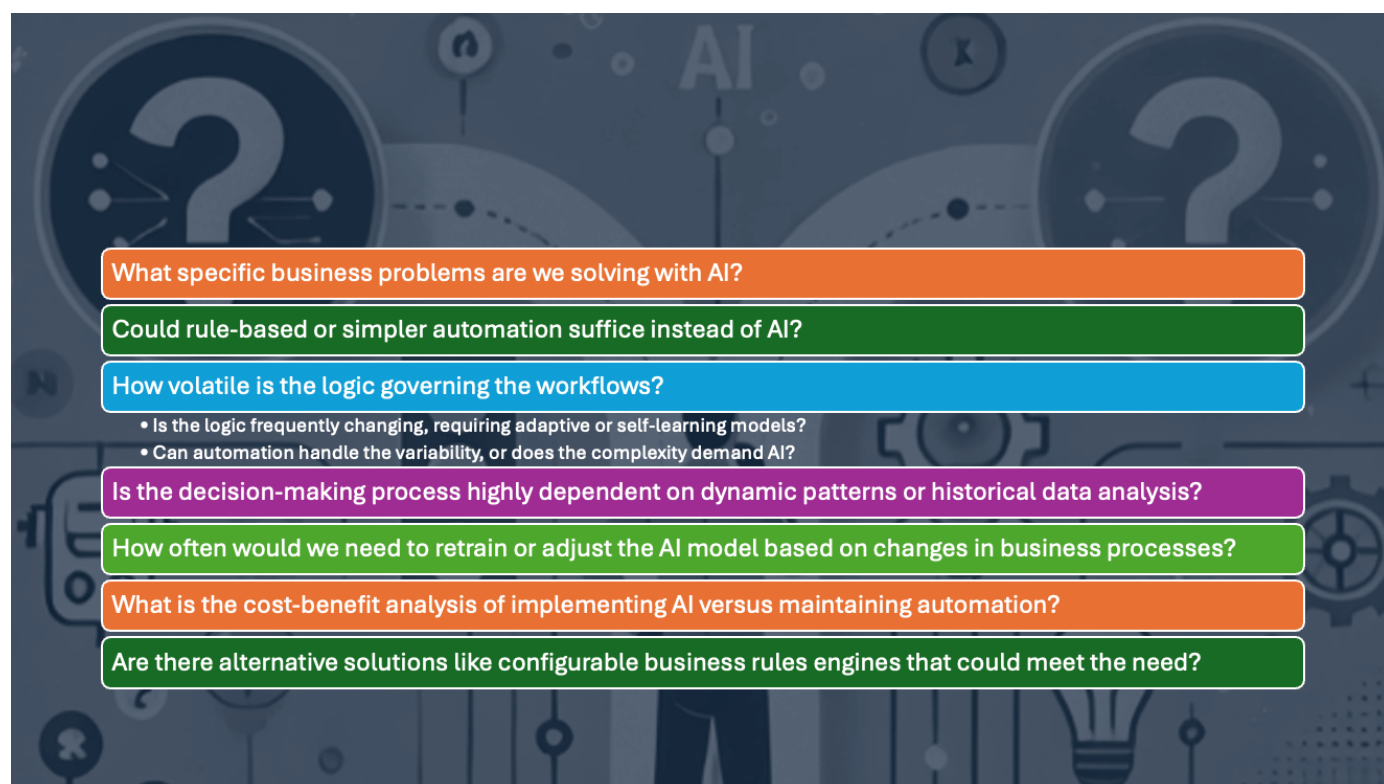 AI
What specific business problems are we solving with AI?
Could rule-based or simpler automation suffice instead of AI?
How volatile is the logic governing the workflows?
• Is the logic frequently changing, requiring adaptive or self-learning models?
• Can automation handle the variability, or does the complexity demand AI?
Is the decision-making process highly dependent on dynamic patterns or historical data analysis?
How often would we need to retrain or adjust the AI model based on changes in business processes?
What is the cost-benefit analysis of implementing AI versus maintaining automation?
Are there alternative solutions like configurable business rules engines that could meet the need?